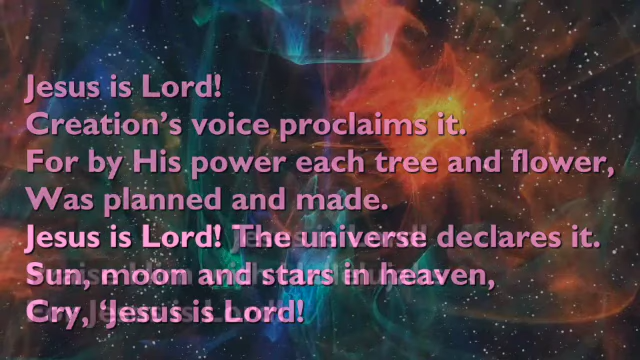 Jesus is Lord!
Creation’s voice proclaims it.
For by His power each tree and flower,
Was planned and made.
Jesus is Lord! The universe declares it.
Sun, moon and stars in heaven,
Cry, ‘Jesus is Lord!